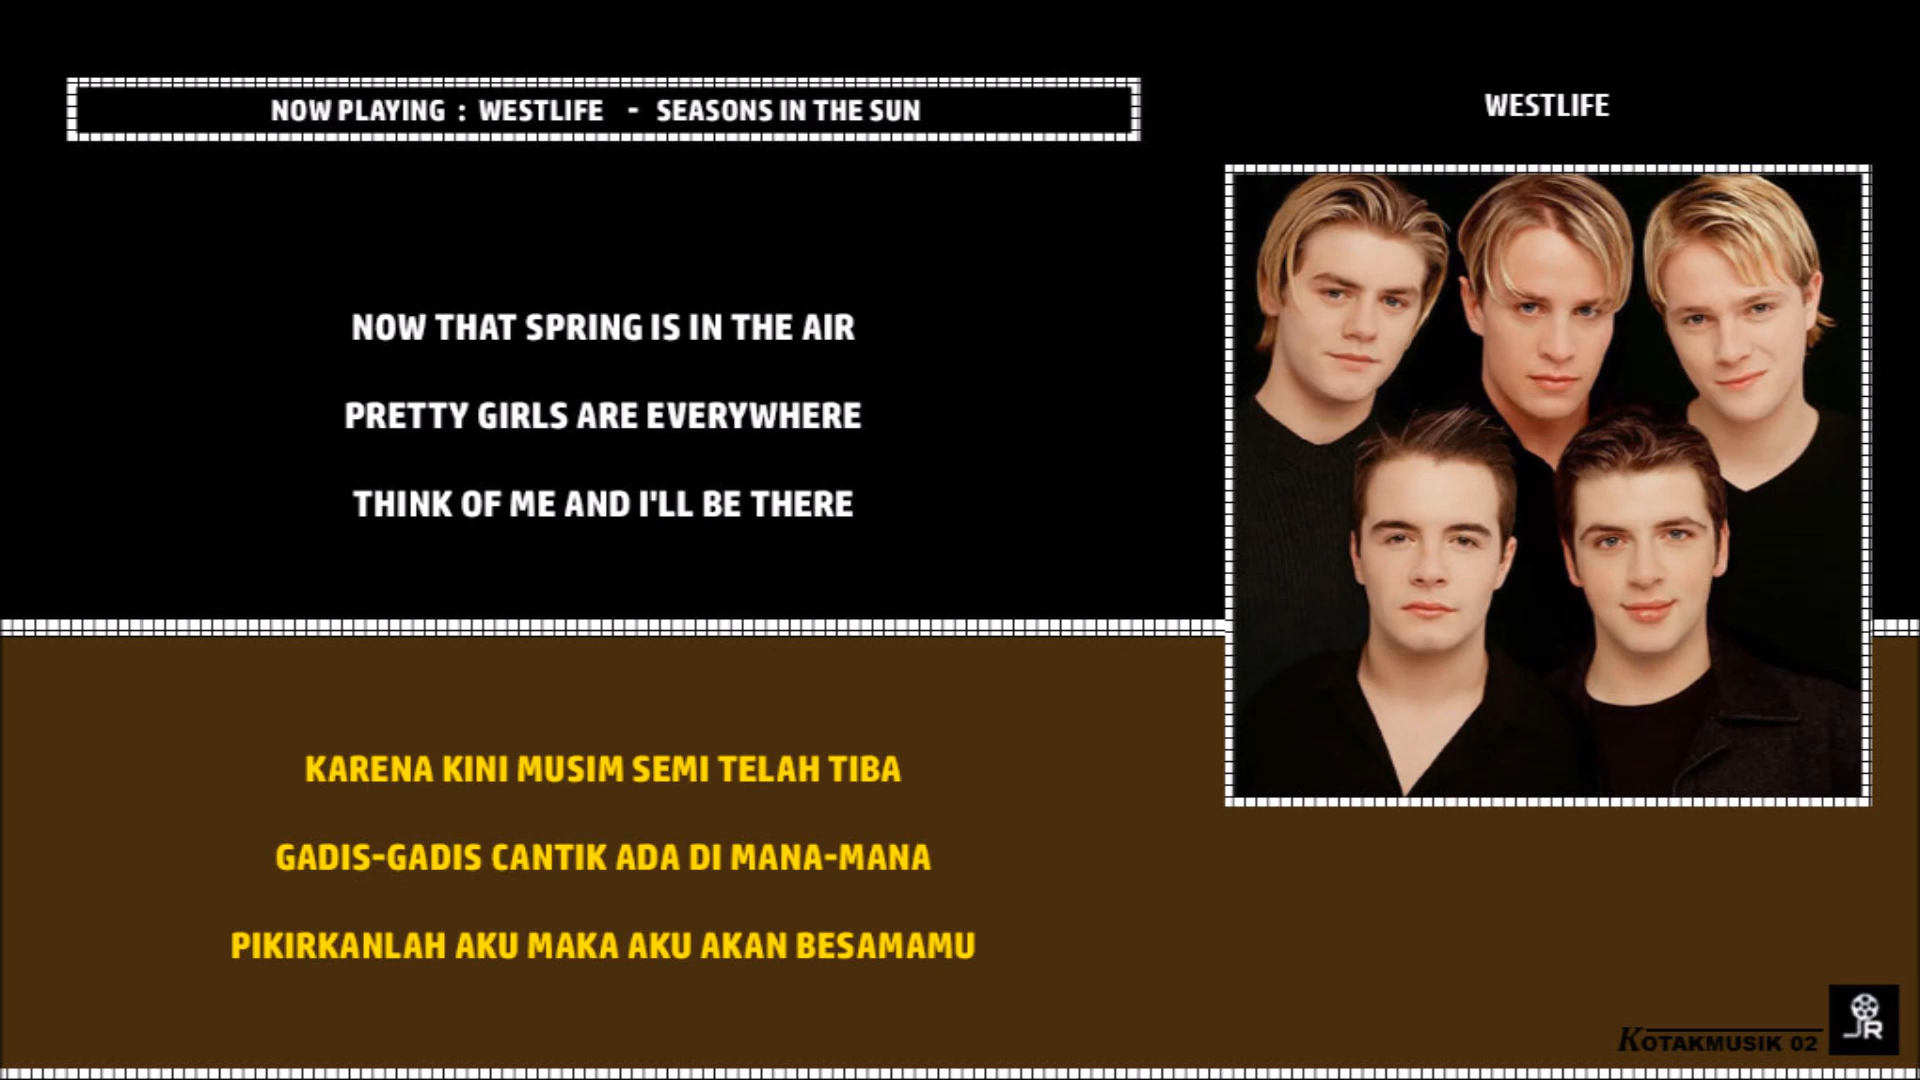 NOW PLAYING : WESTLIFE - SEASONS IN THE SUN
WESTLIFE
NOW THAT SPRING IS IN THE AIR
PRETTY GIRLS ARE EVERYWHERE
THINK OF ME AND I'LL BE THERE
KARENA KINI MUSIM SEMI TELAH TIBA
GADIS-GADIS CANTIK ADA DI MANA-MANA
PIKIRKANLAH AKU MAKA AKU AKAN BESAMAMU
KOTAKMUSIK 02
JR